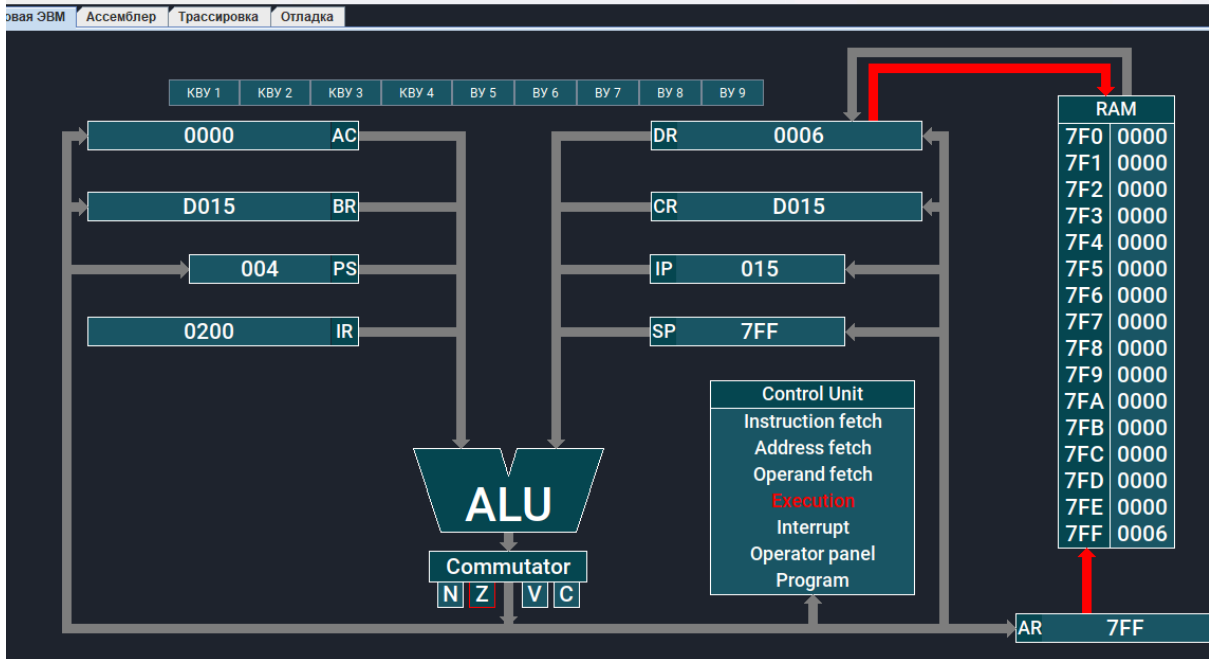 овая ЭВМ Ассемблер Трассировка Отладка
КВУ 1 КВУ 2 КВУ 3 КВУ 4 ВУ 5 ВУ 6 ВУ 7 ВУ 8 ВУ 9
0000 AC
D015 BR
004 PS
0200 IR
DR 0006
CR D015
IP 015
SP 7FF
Control Unit
Instruction fetch
Address fetch
Operand fetch
Execution
Interrupt
Operator panel
Program
ALU
Commutator
N Z V C
RAM
7F0 0000
7F1 0000
7F2 0000
7F3 0000
7F4 0000
7F5 0000
7F6 0000
7F7 0000
7F8 0000
7F9 0000
7FA 0000
7FB 0000
7FC 0000
7FD 0000
7FE 0000
7FF 0006
AR 7FF